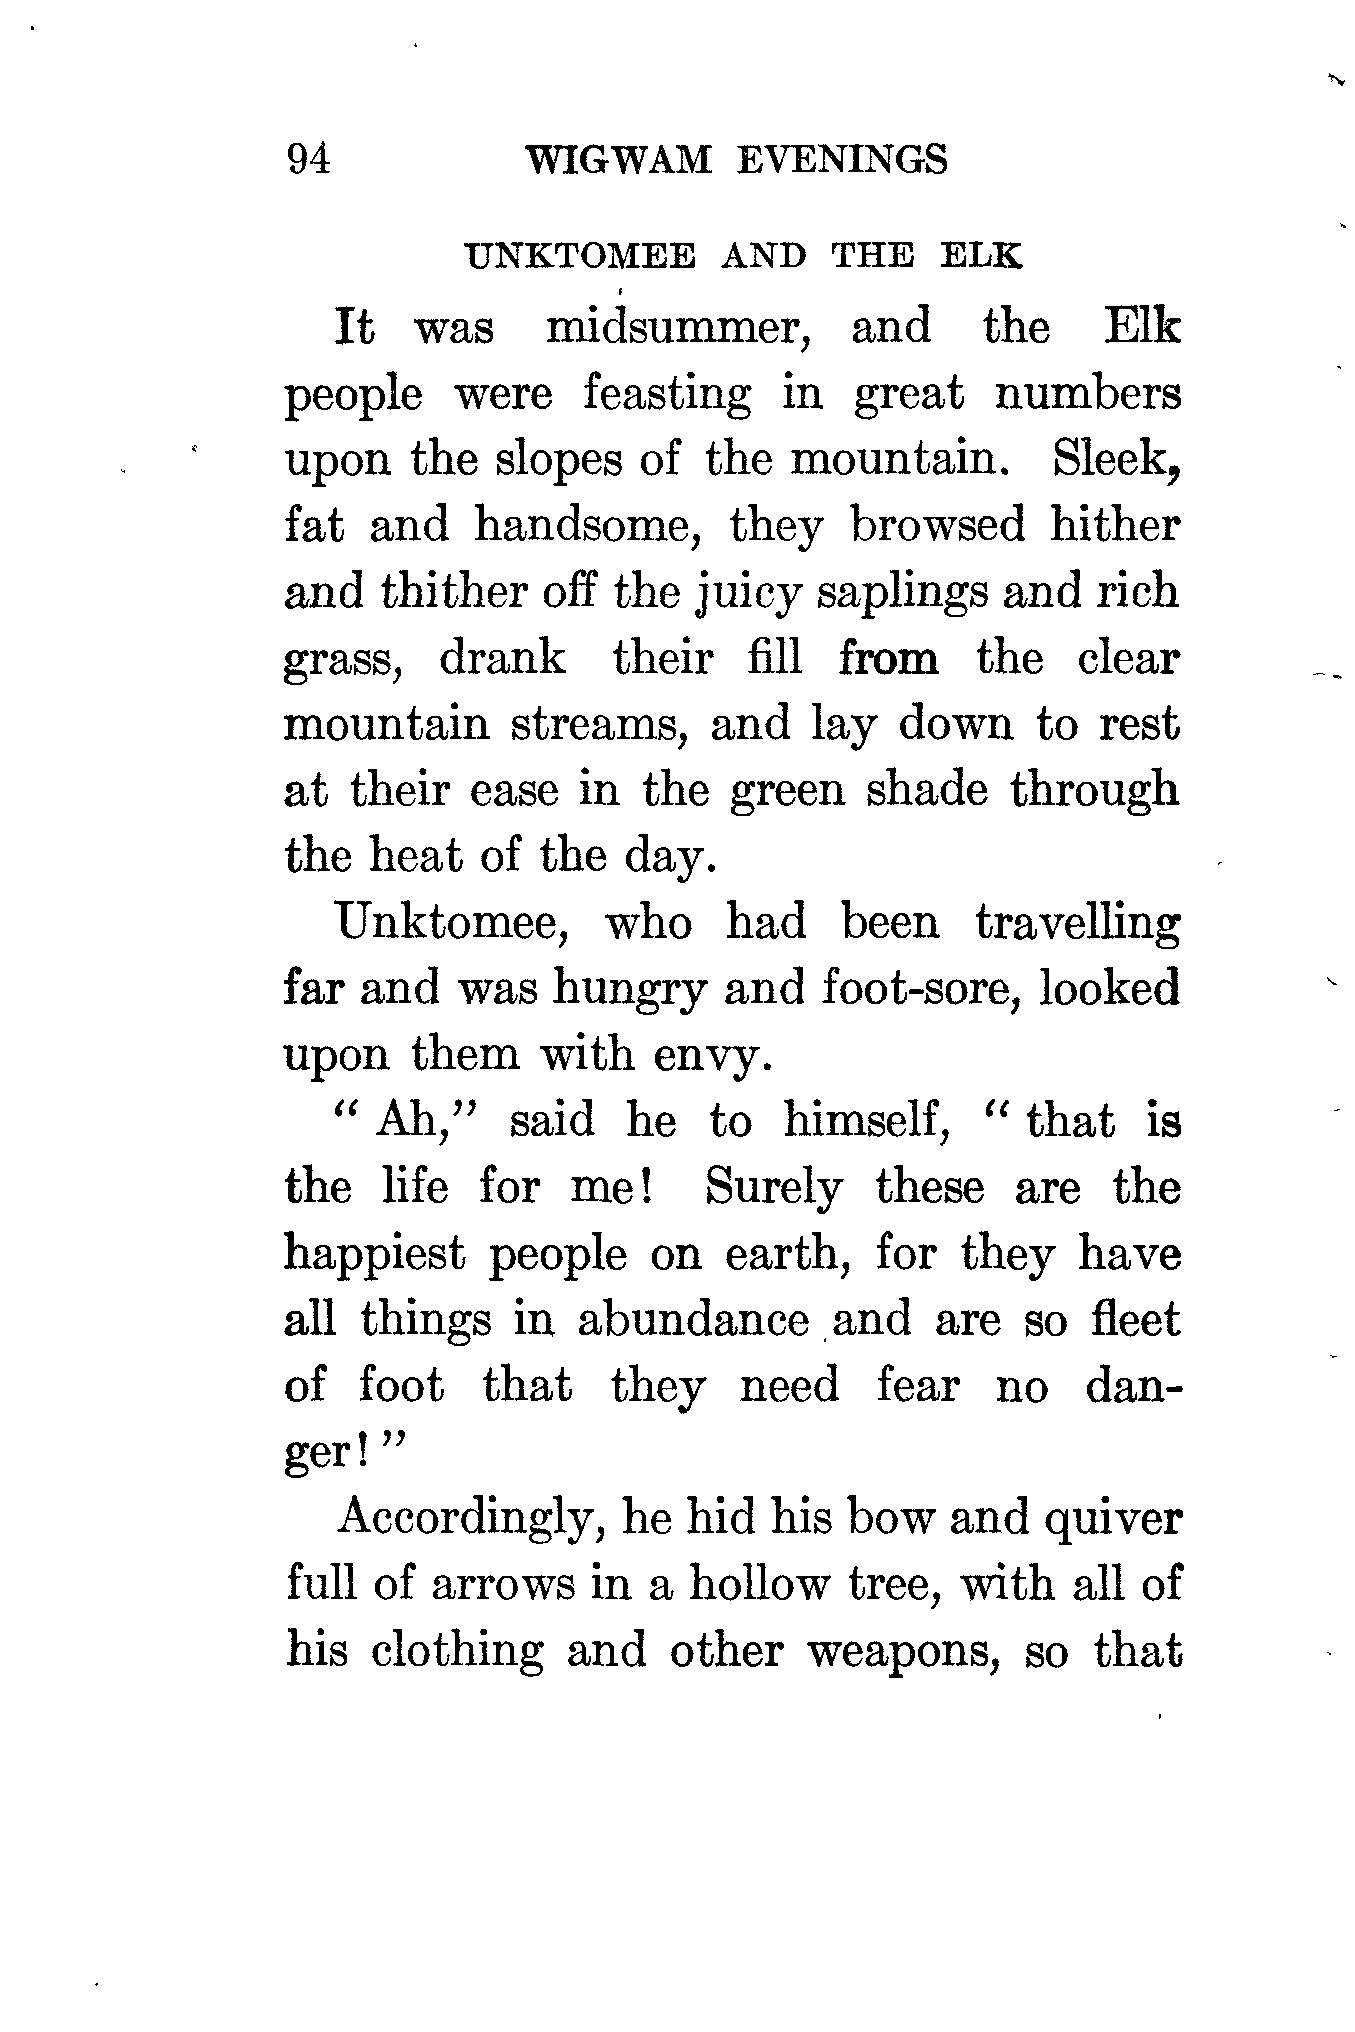 94 WIGWAM EVENINGS
UNKTOMEE AND THE ELK
It was midsummer, and the Elk
people were feasting in great numbers
upon the slopes of the mountain. Sleek,
fat and handsome, they browsed hither
and thither off the juicy saplings and rich
grass, drank their fill from the clear
mountain streams, and lay down to rest
at their ease in the green shade through
the heat of the day.
Unktomee, who had been travelling
far and was hungry and foot-sore, looked
upon them with envy.
" Ah," said he to himself, " that is
the life for me! Surely these are the
happiest people on earth, for they have
all things in abundance and are so fleet
of foot that they need fear no dan-
ger! "
Accordingly, he hid his bow and quiver
full of arrows in a hollow tree, with all of
his clothing and other weapons, so that